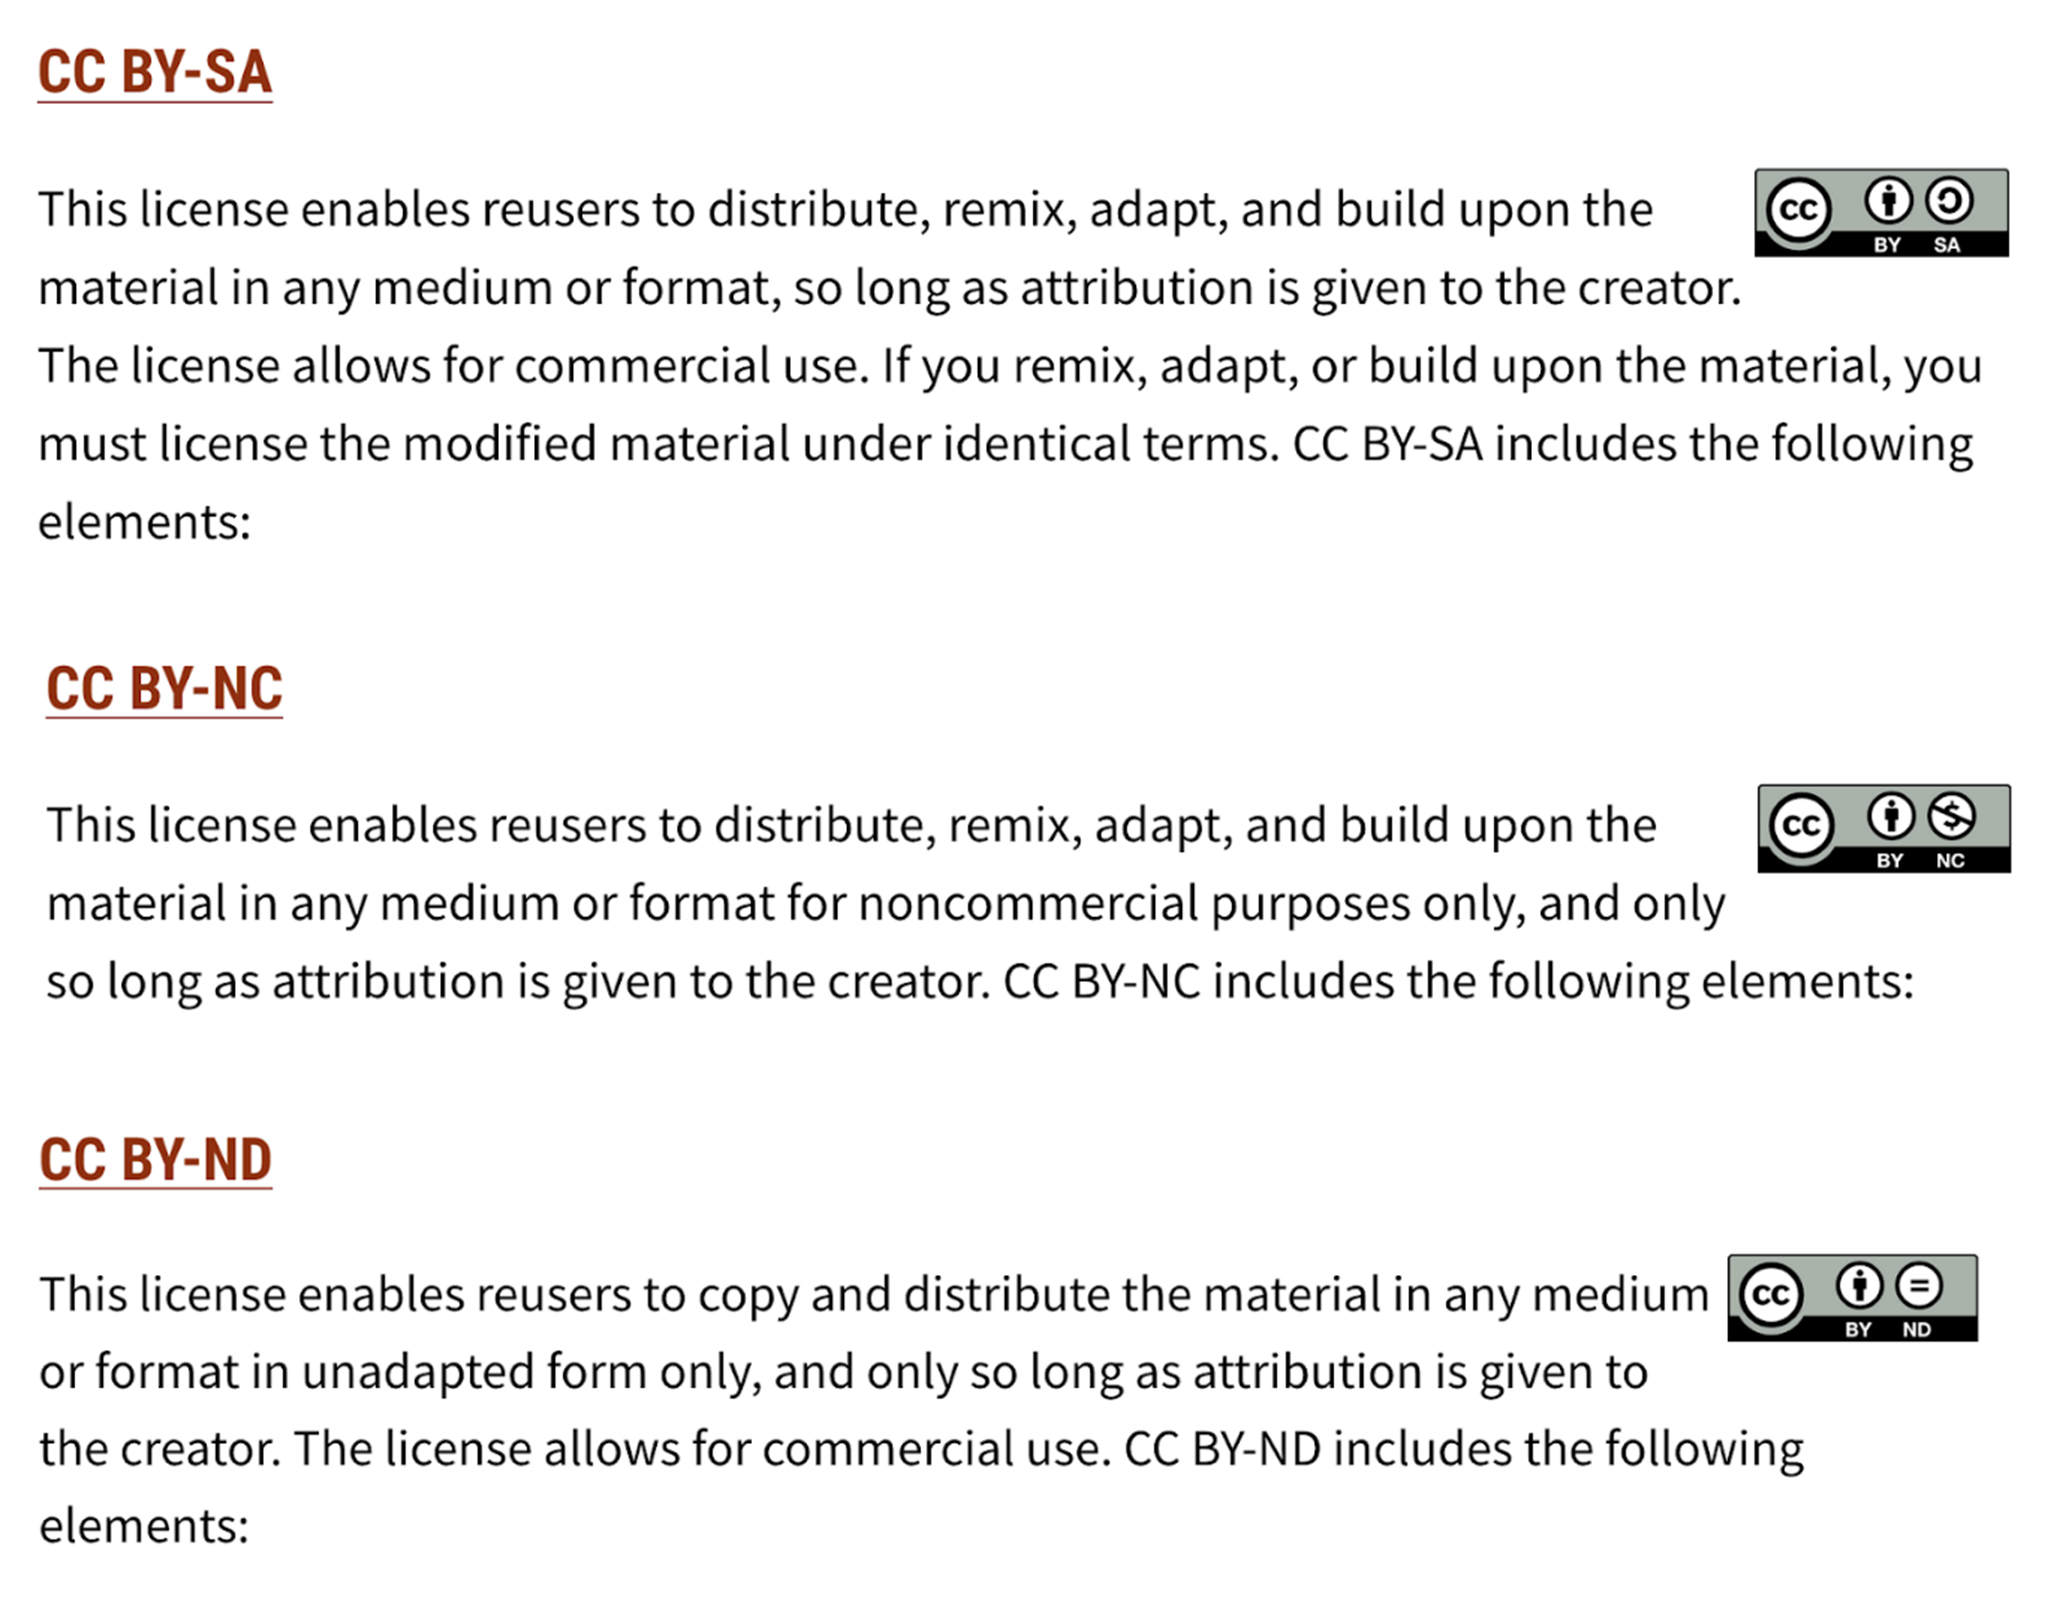 CC BY-SA
This license enables reusers to distribute, remix, adapt, and build upon the
material in any medium or format, so long as attribution is given to the creator.
The license allows for commercial use. If you remix, adapt, or build upon the material, you
must license the modified material under identical terms. CC BY-SA includes the following
elements:
cc BY SA
CC BY-NC
This license enables reusers to distribute, remix, adapt, and build upon the
material in any medium or format for noncommercial purposes only, and only
so long as attribution is given to the creator. CC BY-NC includes the following elements:
cc $ BY NC
CC BY-ND
This license enables reusers to copy and distribute the material in any medium
or format in unadapted form only, and only so long as attribution is given to
the creator. The license allows for commercial use. CC BY-ND includes the following
elements:
cc = BY ND